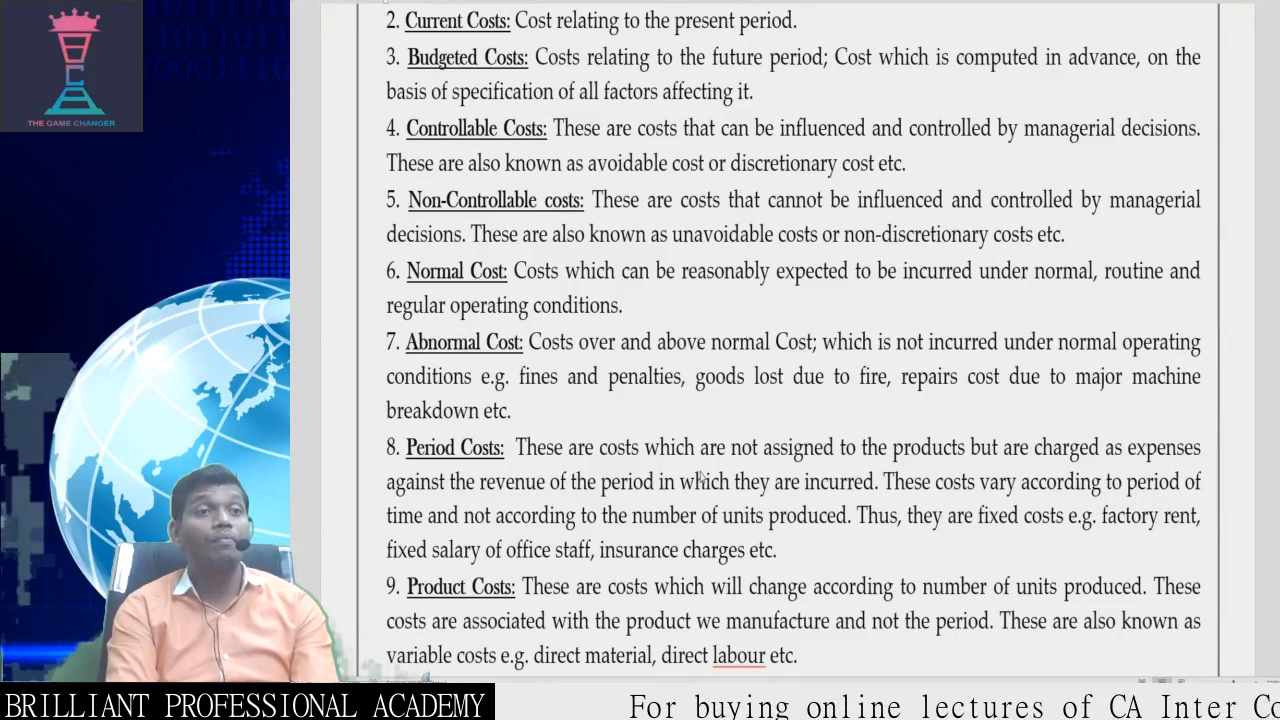 THE GAME CHANGER
2. Current Costs: Cost relating to the present period.
3. Budgeted Costs: Costs relating to the future period; Cost which is computed in advance, on the
basis of specification of all factors affecting it.
4. Controllable Costs: These are costs that can be influenced and controlled by managerial decisions.
These are also known as avoidable cost or discretionary cost etc.
5. Non-Controllable costs: These are costs that cannot be influenced and controlled by managerial
decisions. These are also known as unavoidable costs or non-discretionary costs etc.
6. Normal Cost: Costs which can be reasonably expected to be incurred under normal, routine and
regular operating conditions.
7. Abnormal Cost: Costs over and above normal Cost; which is not incurred under normal operating
conditions e.g. fines and penalties, goods lost due to fire, repairs cost due to major machine
breakdown etc.
8. Period Costs: These are costs which are not assigned to the products but are charged as expenses
against the revenue of the period in which they are incurred. These costs vary according to period of
time and not according to the number of units produced. Thus, they are fixed costs e.g. factory rent,
fixed salary of office staff, insurance charges etc.
9. Product Costs: These are costs which will change according to number of units produced. These
costs are associated with the product we manufacture and not the period. These are also known as
variable costs e.g. direct material, direct labour etc.
BRILLIANT PROFESSIONAL ACADEMY
For buying online lectures of CA Inter Co